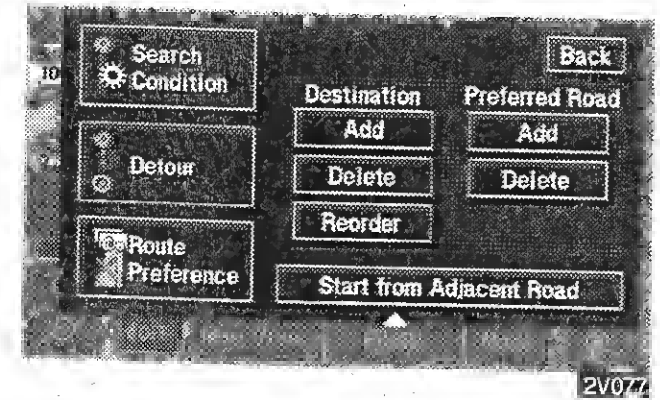 Search
Condition
Back
10
Destination
Preferred Road
Add
Add
Detour
Delete
Delete
Reorder
Route
Preference
Start from Adjacent Road
2V077